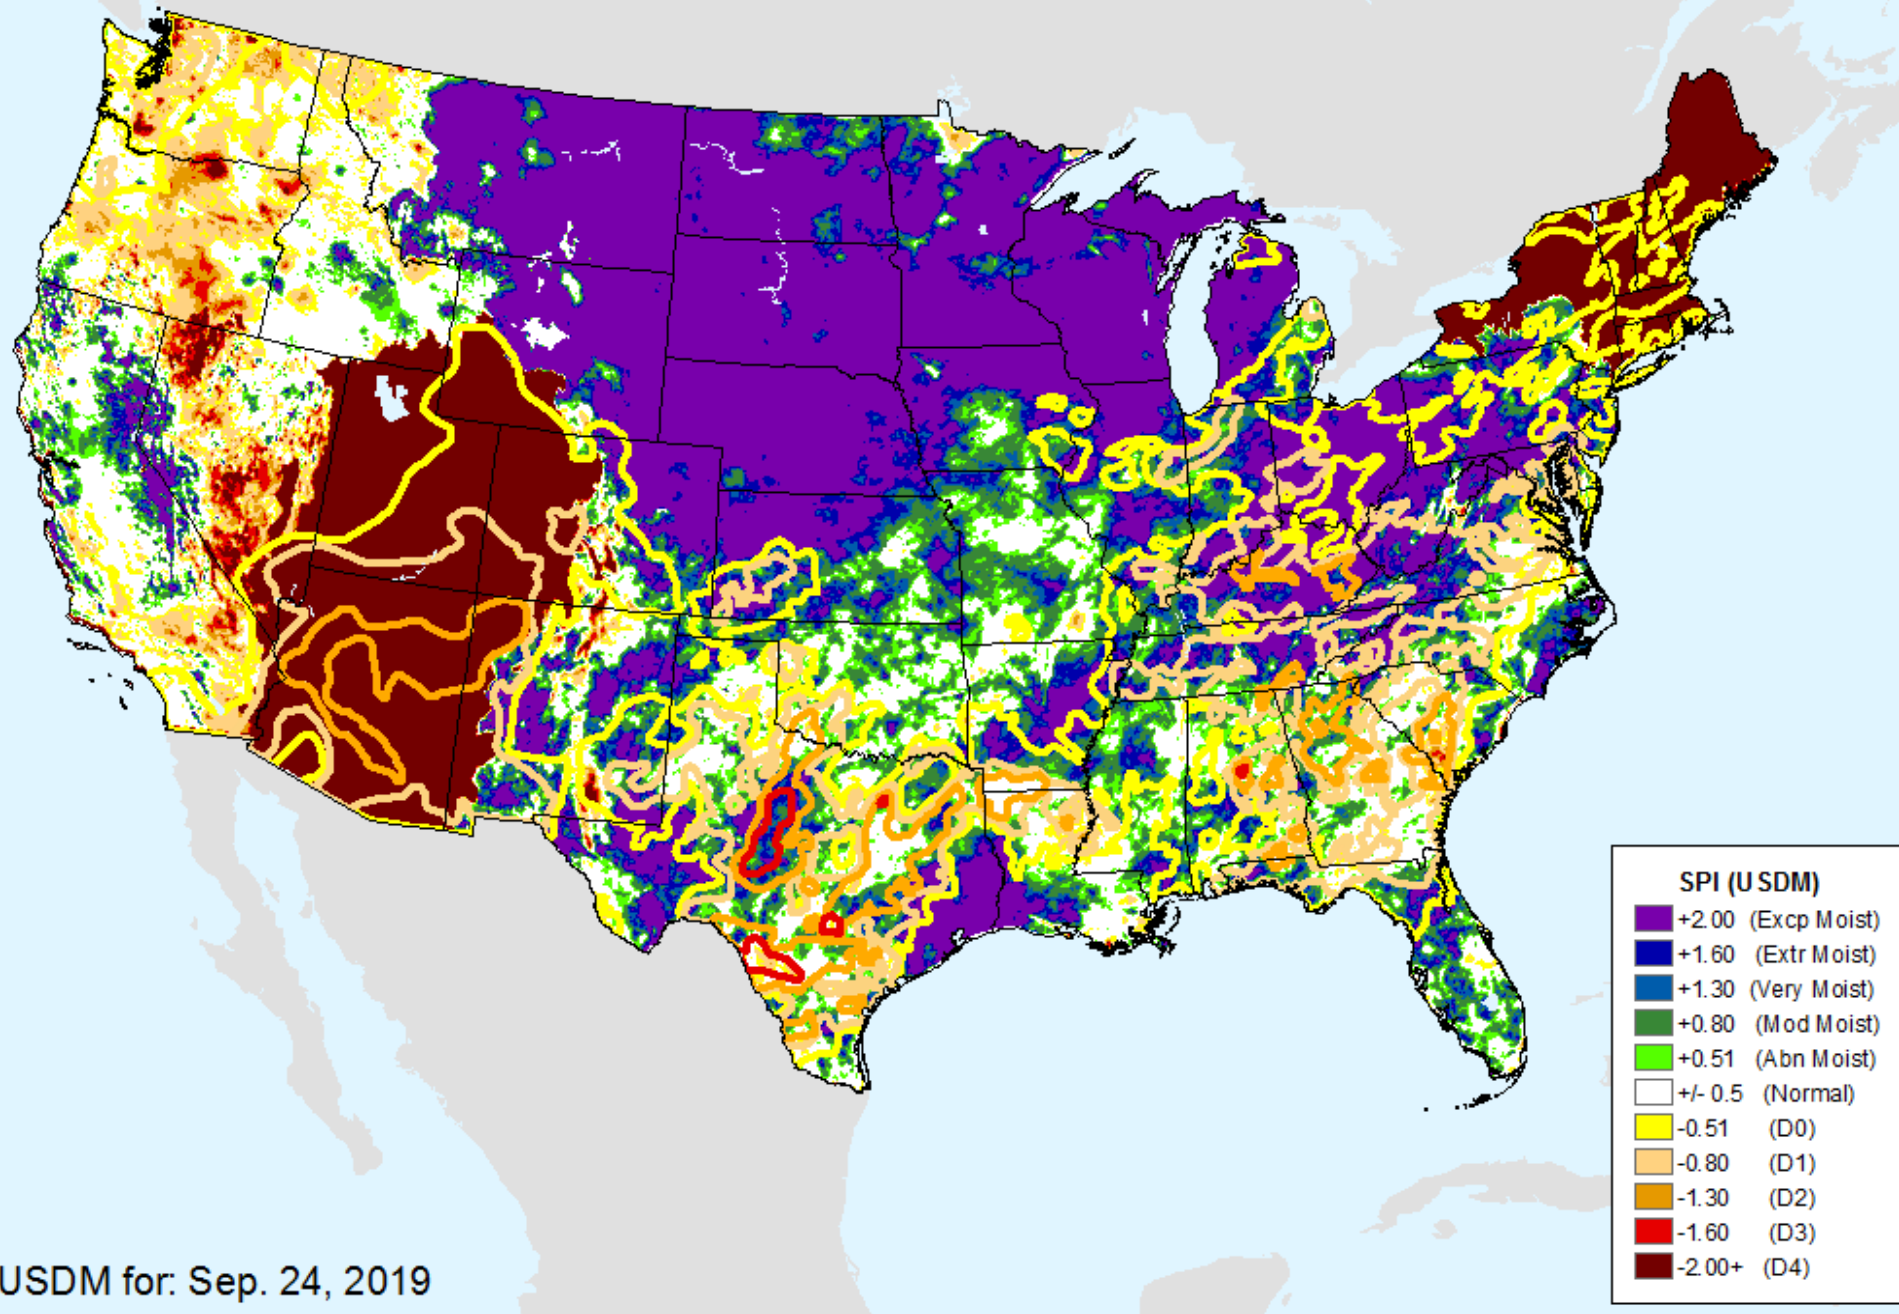 SPI (USDM)
+2.00 (Excp Moist)
+1.60 (Extr Moist)
+1.30 (Very Moist)
+0.80 (Mod Moist)
+0.51 (Abn Moist)
+/- 0.5 (Normal)
-0.51 (D0)
-0.80 (D1)
-1.30 (D2)
-1.60 (D3)
-2.00+ (D4)
USDM for: Sep. 24, 2019